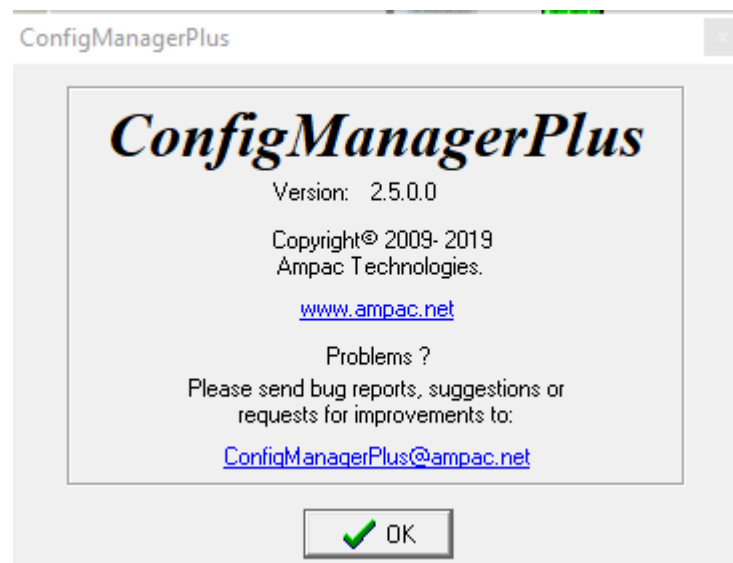 ConfigManagerPlus
x
ConfigManagerPlus
Version: 2.5.0.0
Copyright© 2009- 2019
Ampac Technologies.
www.ampac.net
Problems ?
Please send bug reports, suggestions or
requests for improvements to:
ConfigManagerPlus@ampac.net
OK